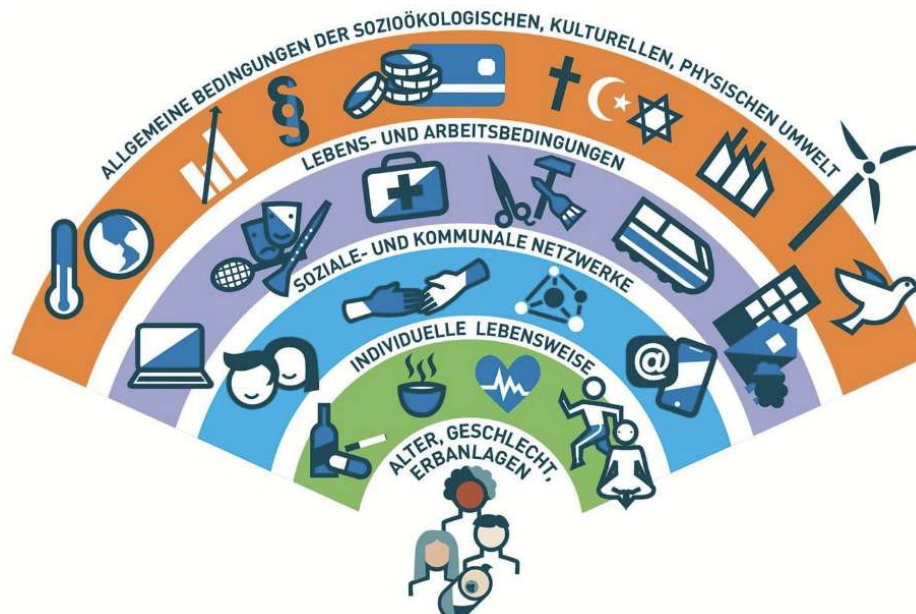 ALLGEMEINE BEDINGUNGEN DER SOZIOÖKOLOGISCHEN, KULTURELLEN, PHYSISCHEN UMWELT
§
LEBENS- UND ARBEITSBEDINGUNGEN
SOZIALE- UND KOMMUNALE NETZWERKE
@
INDIVIDUELLE LEBENSWEISE
ALTER, GESCHLECHT,
ERBANLAGEN